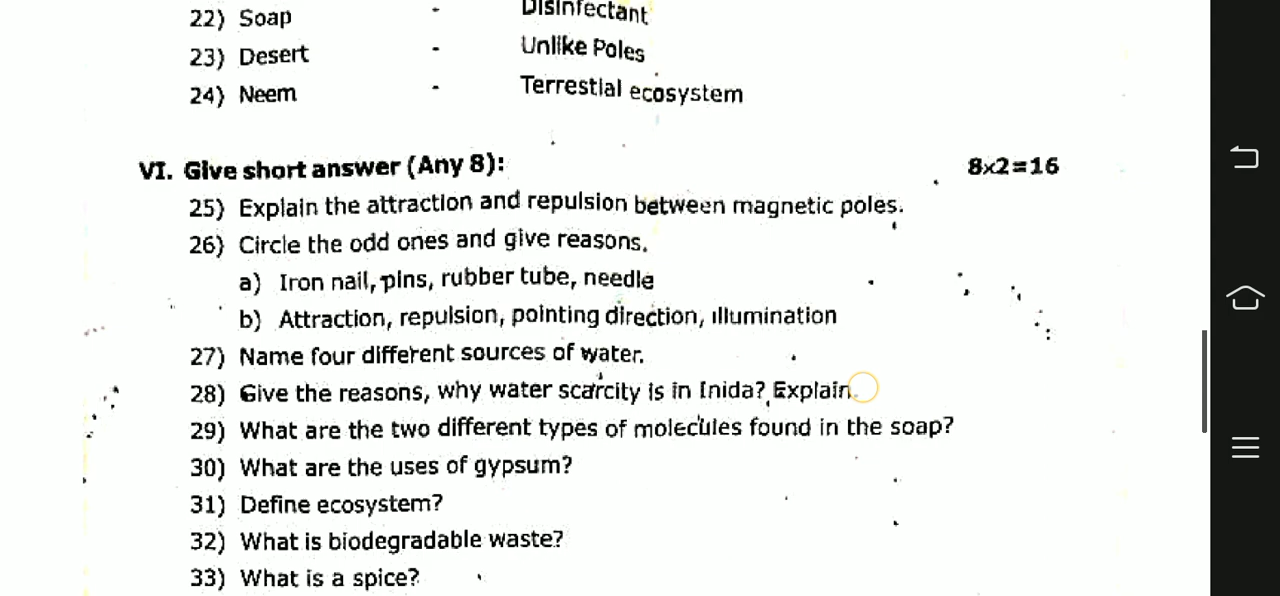 22) Soap - Disinfectant
23) Desert - Unlike Poles
24) Neem - Terrestial ecosystem
VI. Give short answer (Any 8): 8x2=16
25) Explain the attraction and repulsion between magnetic poles.
26) Circle the odd ones and give reasons.
a) Iron nail, pins, rubber tube, needle
b) Attraction, repulsion, pointing direction, illumination
27) Name four different sources of water.
28) Give the reasons, why water scarcity is in Inida? Explain.
29) What are the two different types of molecules found in the soap?
30) What are the uses of gypsum?
31) Define ecosystem?
32) What is biodegradable waste?
33) What is a spice?